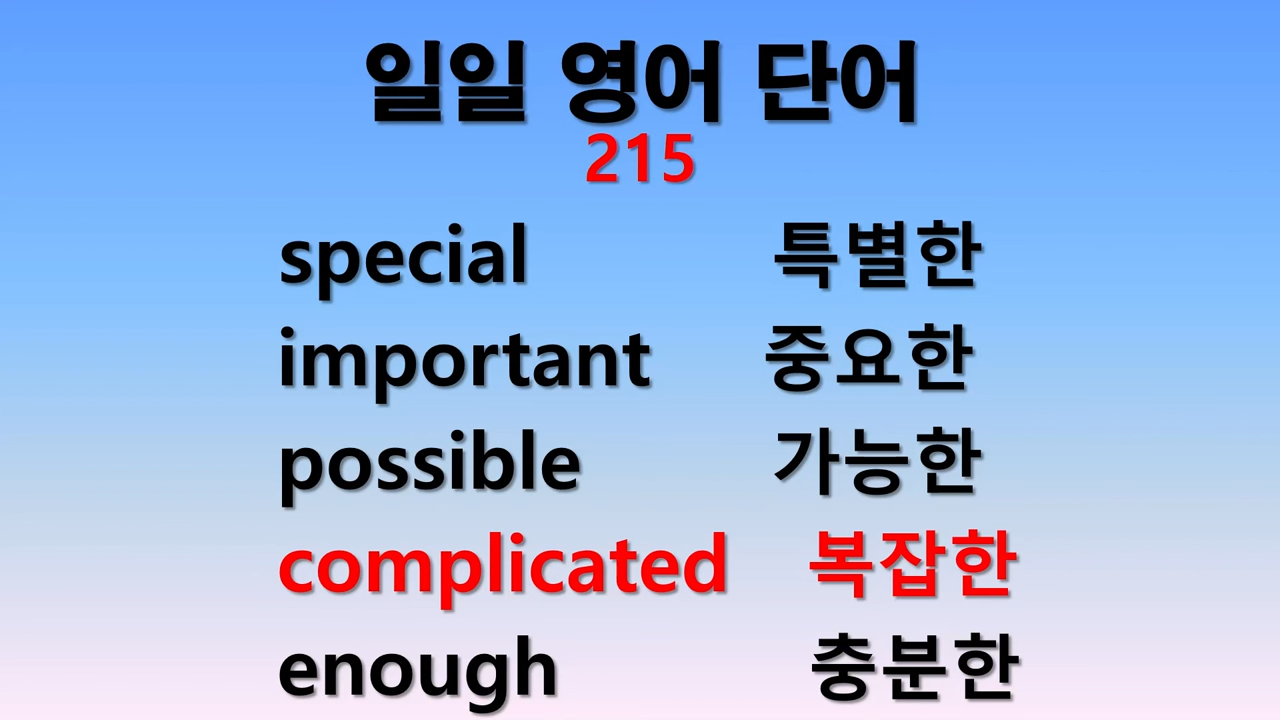 일일 영어 단어
215
special 특별한
important 중요한
possible 가능한
complicated 복잡한
enough 충분한